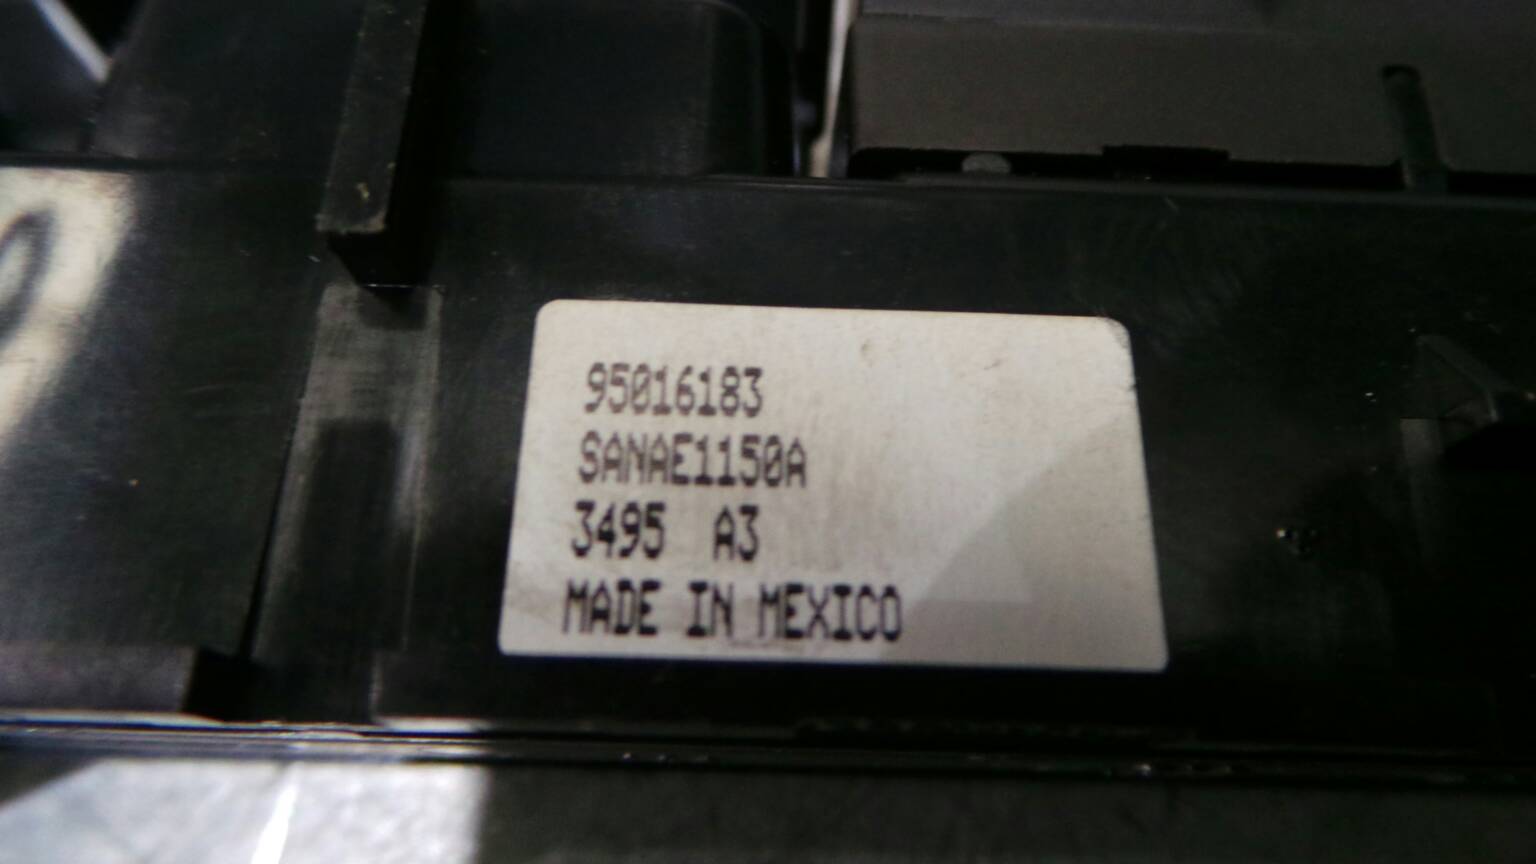 95016183
SANAE1150A
3495 A3
MADE IN MEXICO